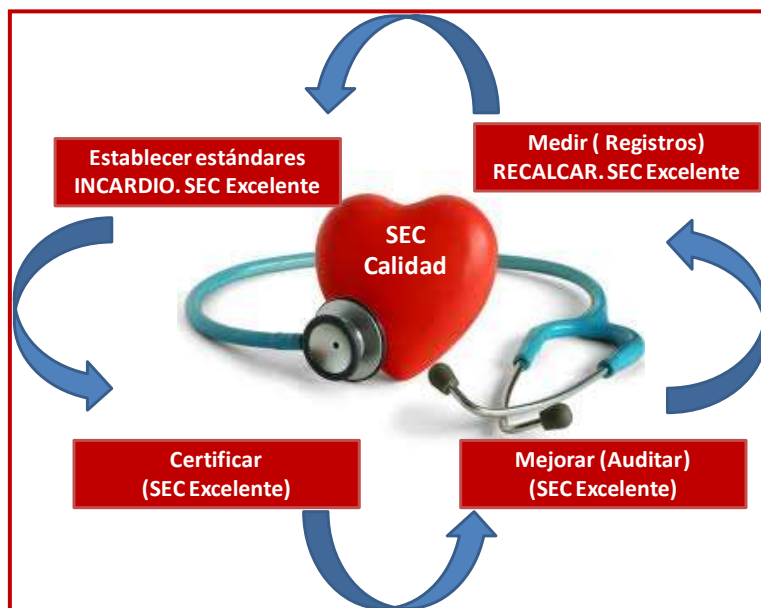 Establecer estándares
INCARDIO. SEC Excelente
Medir ( Registros)
RECALCAR. SEC Excelente
SEC
Calidad
Certificar
(SEC Excelente)
Mejorar (Auditar)
(SEC Excelente)